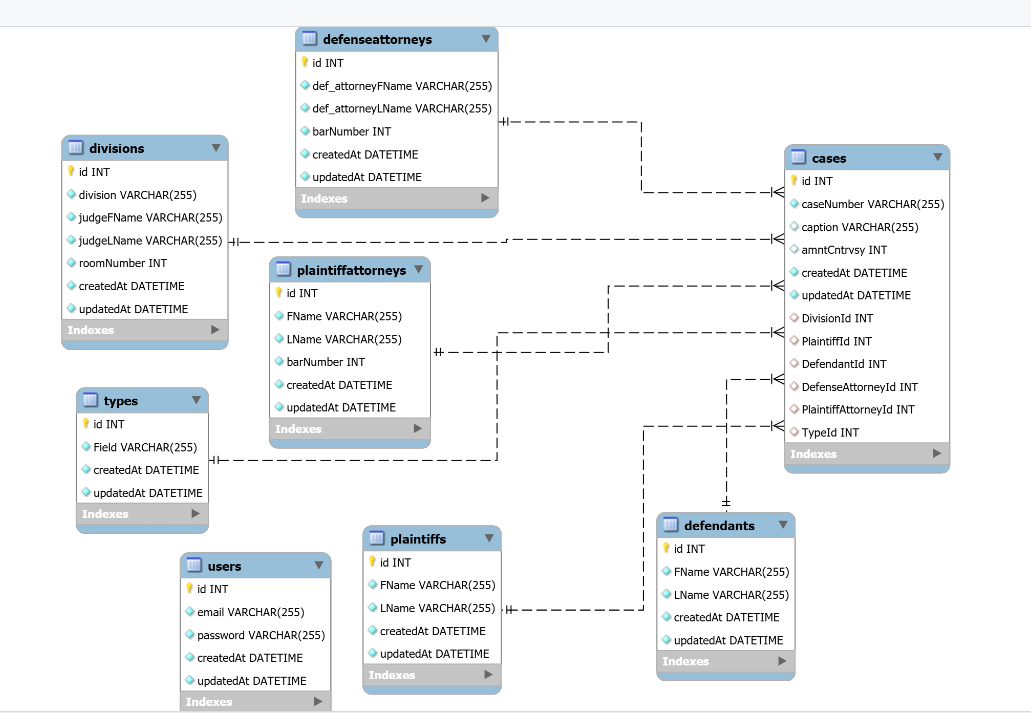 defenseattorneys
id INT
def_attorneyFName VARCHAR(255)
def_attorneyLName VARCHAR(255)
barNumber INT
createdAt DATETIME
updatedAt DATETIME
Indexes
divisions
id INT
division VARCHAR(255)
judgeFName VARCHAR(255)
judgeLName VARCHAR(255)
roomNumber INT
createdAt DATETIME
updatedAt DATETIME
Indexes
cases
id INT
caseNumber VARCHAR(255)
caption VARCHAR(255)
amntCntrvsy INT
createdAt DATETIME
updatedAt DATETIME
DivisionId INT
PlaintiffId INT
DefendantId INT
DefenseAttorneyId INT
PlaintiffAttorneyId INT
TypeId INT
Indexes
plaintiffattorneys
id INT
FName VARCHAR(255)
LName VARCHAR(255)
barNumber INT
createdAt DATETIME
updatedAt DATETIME
Indexes
types
id INT
Field VARCHAR(255)
createdAt DATETIME
updatedAt DATETIME
Indexes
users
id INT
email VARCHAR(255)
password VARCHAR(255)
createdAt DATETIME
updatedAt DATETIME
Indexes
plaintiffs
id INT
FName VARCHAR(255)
LName VARCHAR(255)
createdAt DATETIME
updatedAt DATETIME
Indexes
defendants
id INT
FName VARCHAR(255)
LName VARCHAR(255)
createdAt DATETIME
updatedAt DATETIME
Indexes